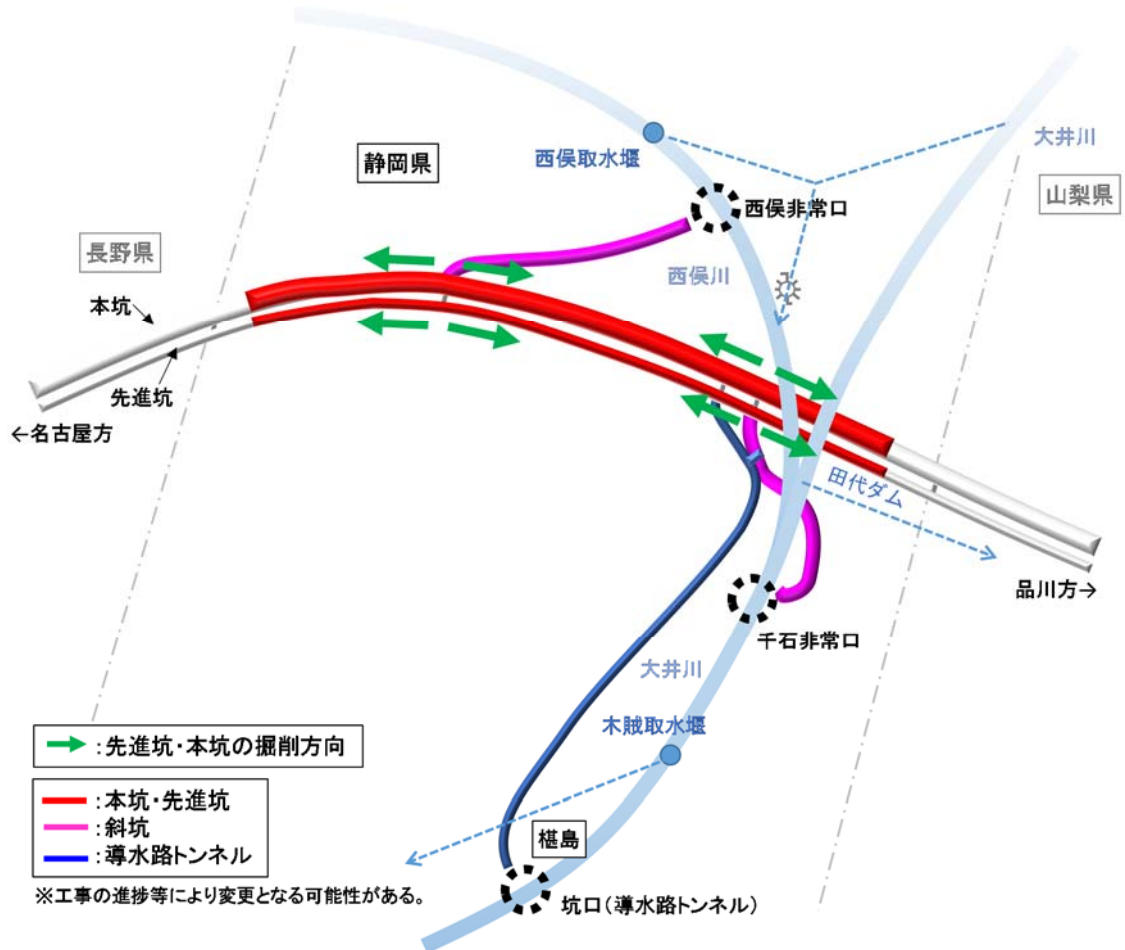 大井川
西俣取水堰
静岡県
山梨県
西俣非常口
長野県
西俣川
本坑
先進坑
←名古屋方
田代ダム
品川方→
千石非常口
大井川
木賊取水堰
:先進坑・本坑の掘削方向
:本坑・先進坑
:斜坑
:導水路トンネル
椹島
※工事の進捗等により変更となる可能性がある。
坑口(導水路トンネル)